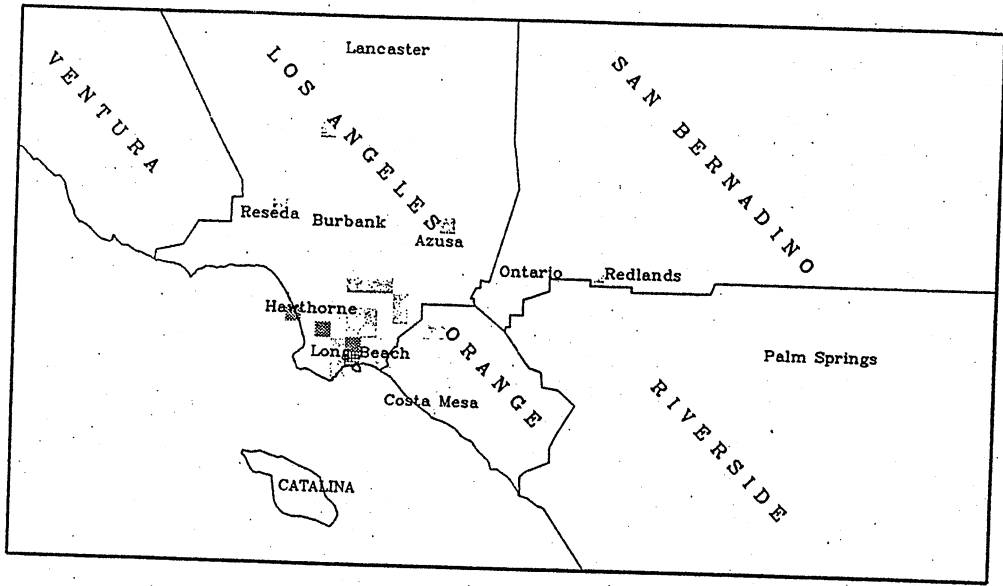 Lancaster
VENTURA
LOS ANGELES
SAN BERNADINO
Reseda
Burbank
Azusa
Ontario
Redlands
Hawthorne
Long Beach
ORANGE
Palm Springs
Costa Mesa
RIVERSIDE
CATALINA